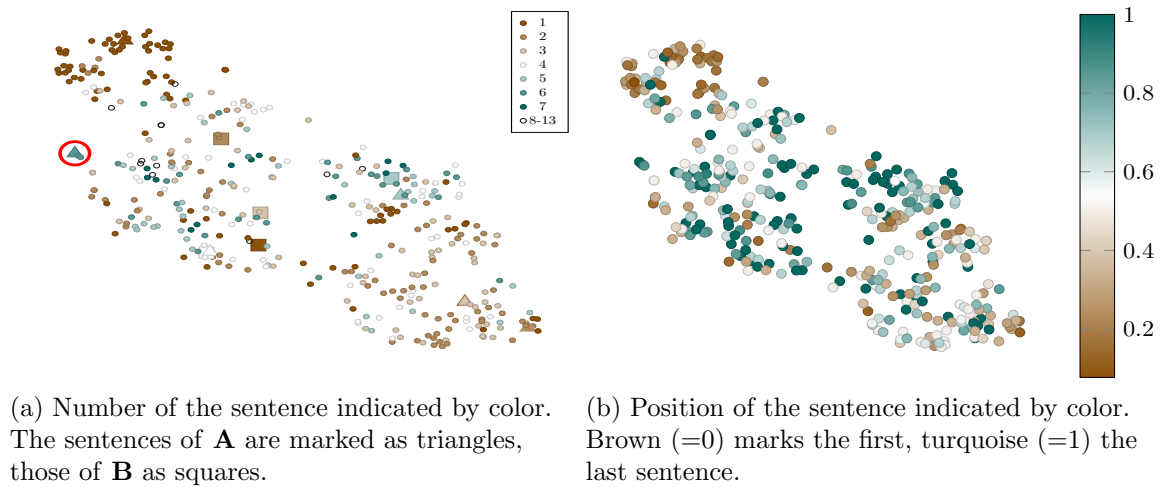 1
2
3
4
5
6
7
8-13
1
0.8
0.6
0.4
0.2
(a) Number of the sentence indicated by color.
The sentences of A are marked as triangles,
those of B as squares.
(b) Position of the sentence indicated by color.
Brown (=0) marks the first, turquoise (=1) the
last sentence.